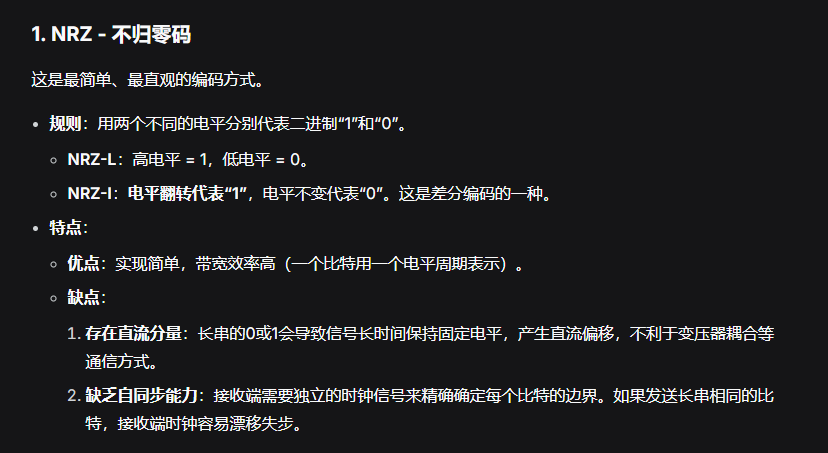 1. NRZ - 不归零码
这是最简单、最直观的编码方式。
• 规则：用两个不同的电平分别代表二进制“1”和“0”。
◦ NRZ-L：高电平 = 1，低电平 = 0。
◦ NRZ-I：电平翻转代表“1”，电平不变代表“0”。这是差分编码的一种。
• 特点：
◦ 优点：实现简单，带宽效率高（一个比特用一个电平周期表示）。
◦ 缺点：
1. 存在直流分量：长串的0或1会导致信号长时间保持固定电平，产生直流偏移，不利于变压器耦合等
通信方式。
2. 缺乏自同步能力：接收端需要独立的时钟信号来精确确定每个比特的边界。如果发送长串相同的比
特，接收端时钟容易漂移失步。